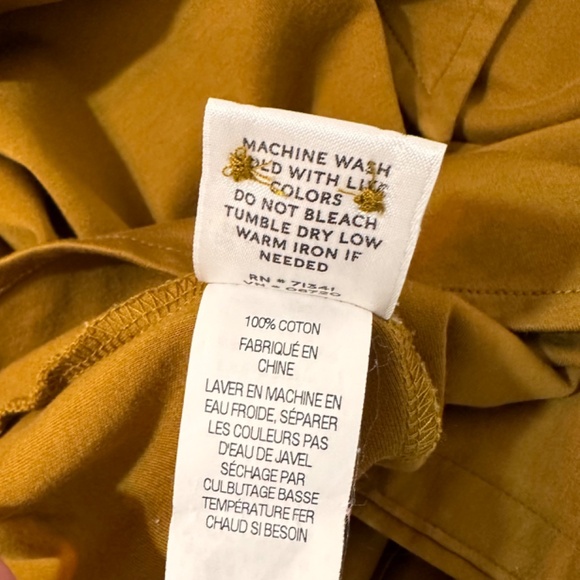 MACHINE WASH
COLD WITH LIKE
COLORS
DO NOT BLEACH
TUMBLE DRY LOW
WARM IRON IF
NEEDED
RN # 71341
100% COTON
FABRIQUÉ EN
CHINE
LAVER EN MACHINE EN
EAU FROIDE, SÉPARER
LES COULEURS PAS
D'EAU DE JAVEL
SÉCHAGE PAR
CULBUTAGE BASSE
TEMPÉRATURE FER
CHAUD SI BESOIN